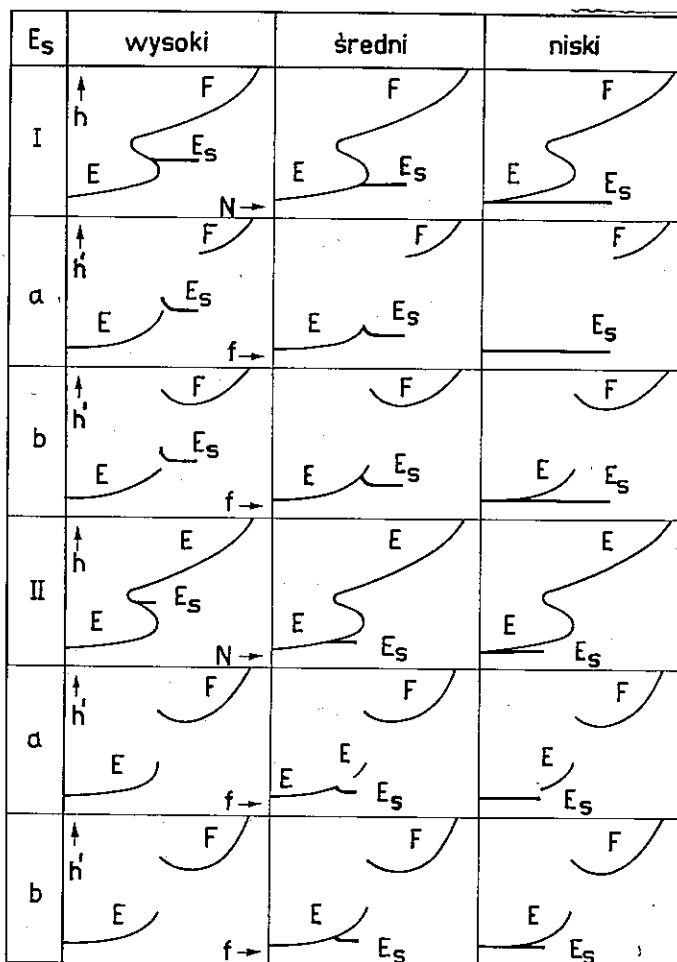 Es wysoki średni niski
I h F Es E N → F Es E F Es E
a h' F Es E f → F Es E F Es
b h' F Es E f → F Es E F E Es
II h E Es E N → E E Es E E Es
a h' F E f → F E E Es F E Es
b h' F E f → F E Es F E Es